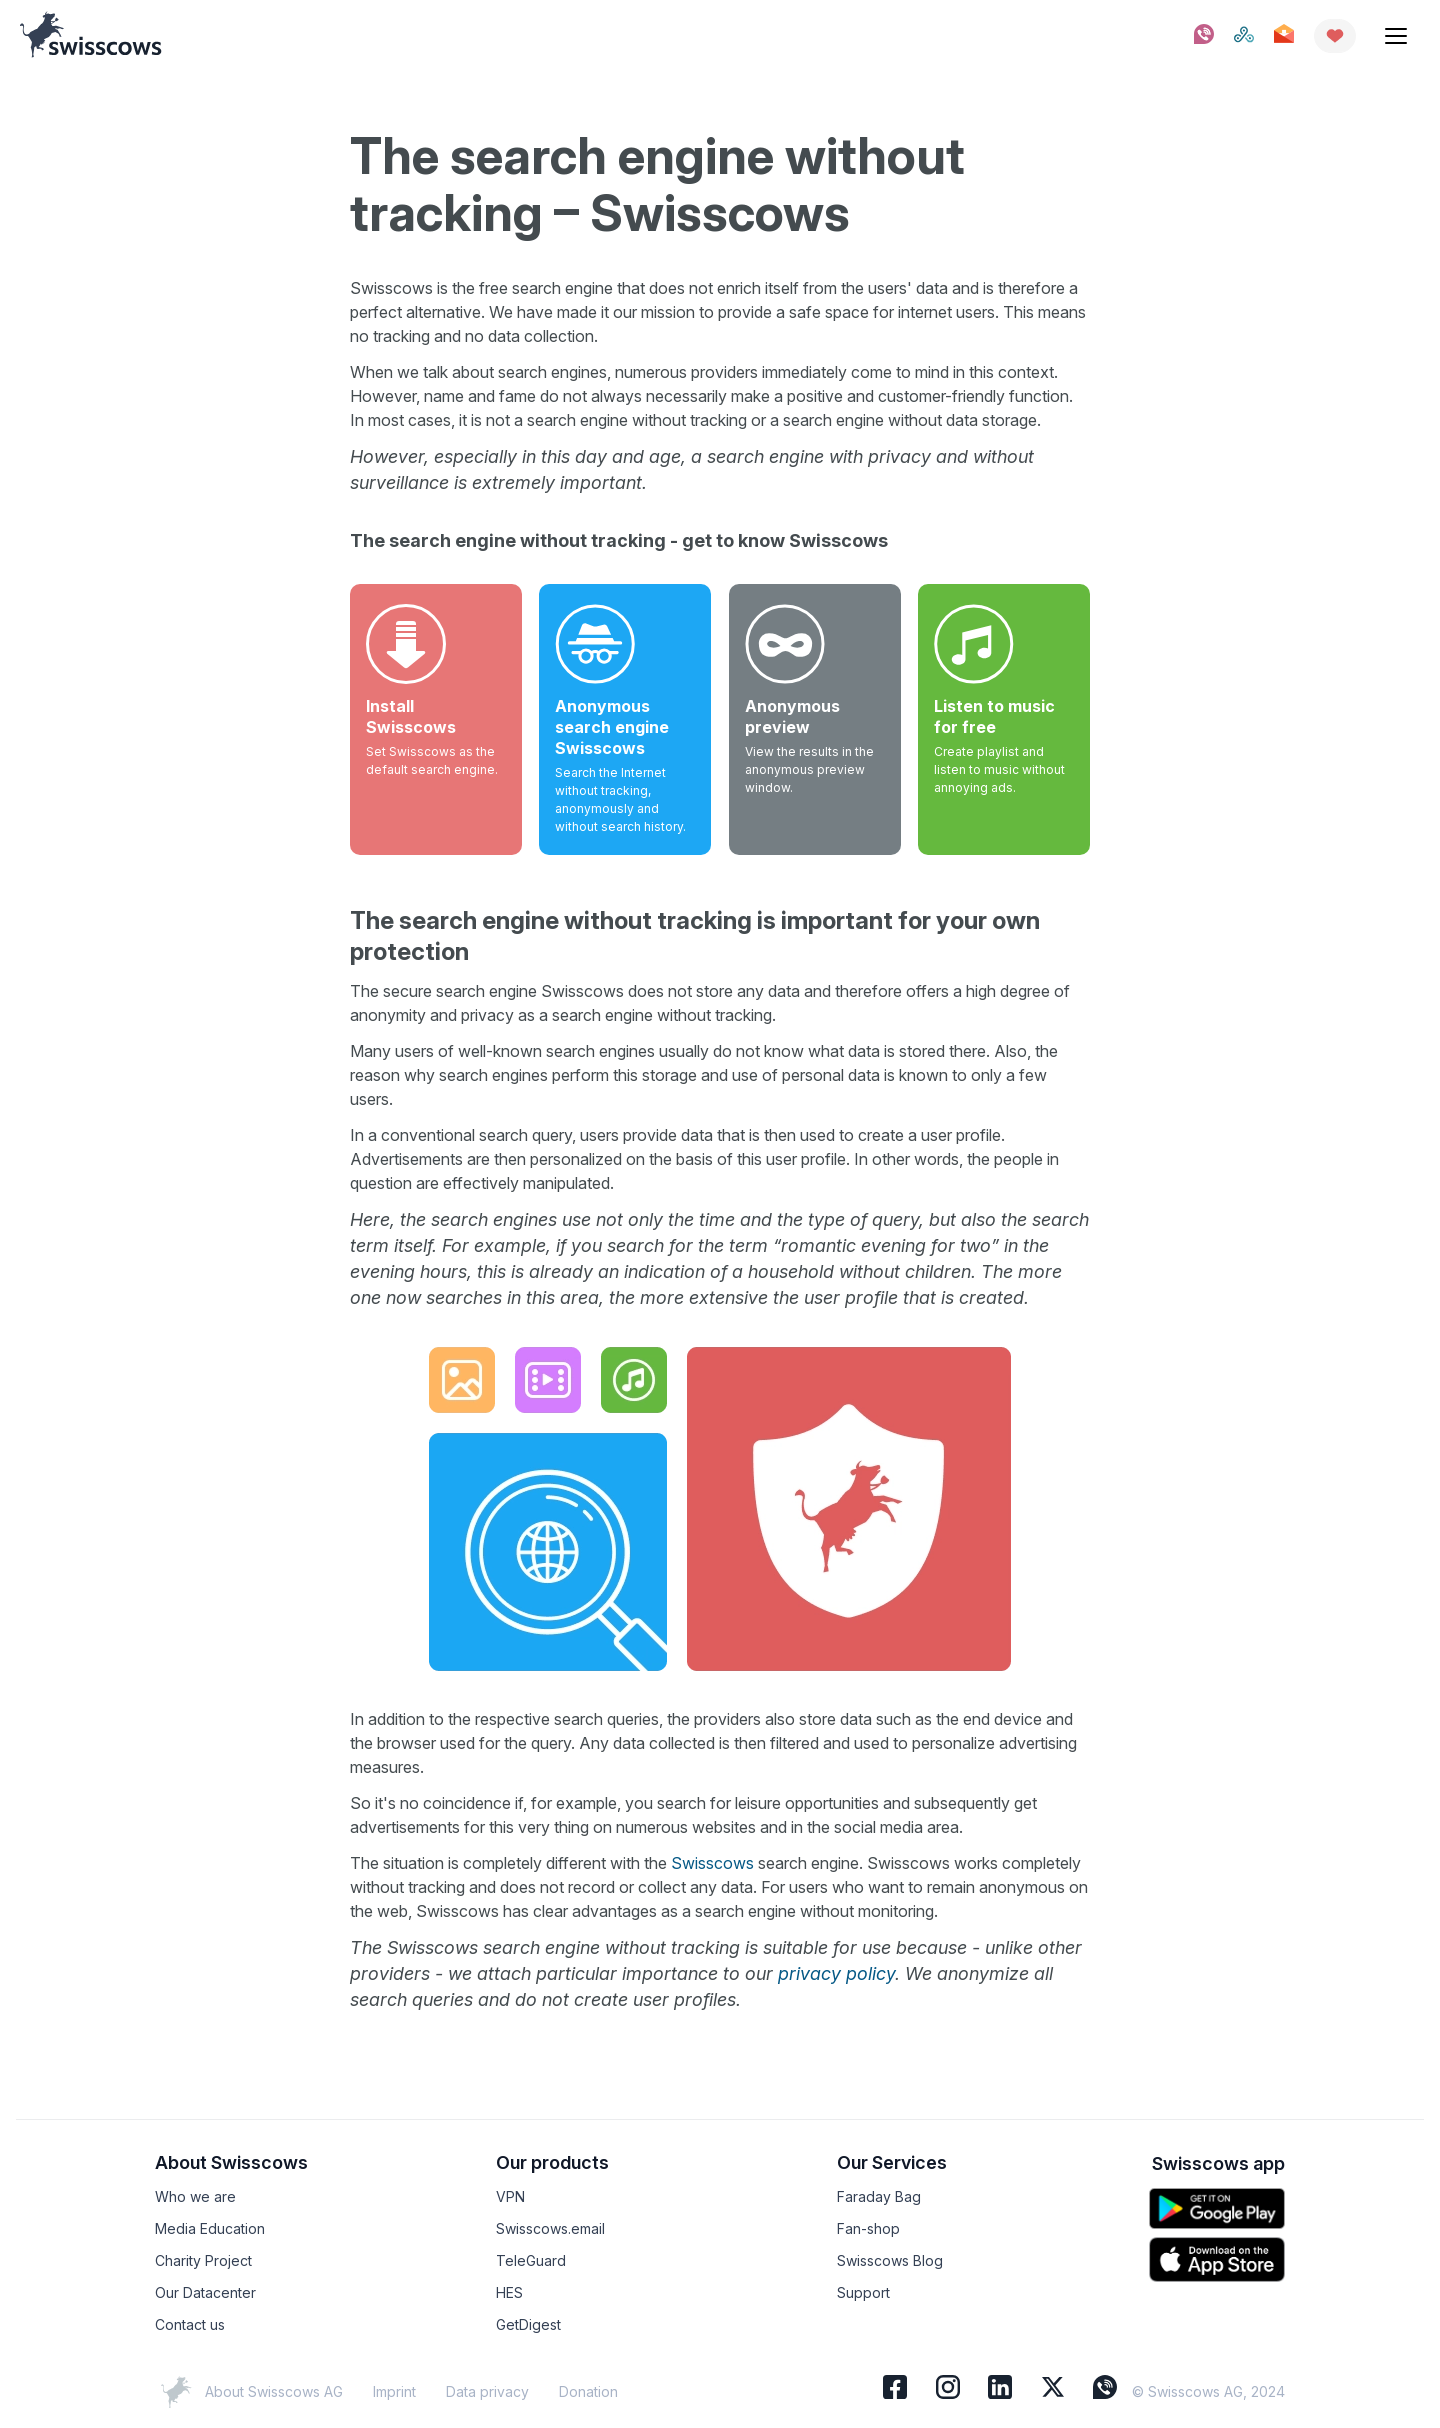 swisscows
The search engine without
tracking – Swisscows
Swisscows is the free search engine that does not enrich itself from the users' data and is therefore a
perfect alternative. We have made it our mission to provide a safe space for internet users. This means
no tracking and no data collection.
When we talk about search engines, numerous providers immediately come to mind in this context.
However, name and fame do not always necessarily make a positive and customer-friendly function.
In most cases, it is not a search engine without tracking or a search engine without data storage.
However, especially in this day and age, a search engine with privacy and without
surveillance is extremely important.
The search engine without tracking - get to know Swisscows
Install
Swisscows
Set Swisscows as the
default search engine.
Anonymous
search engine
Swisscows
Search the Internet
without tracking,
anonymously and
without search history.
Anonymous
preview
View the results in the
anonymous preview
window.
Listen to music
for free
Create playlist and
listen to music without
annoying ads.
The search engine without tracking is important for your own
protection
The secure search engine Swisscows does not store any data and therefore offers a high degree of
anonymity and privacy as a search engine without tracking.
Many users of well-known search engines usually do not know what data is stored there. Also, the
reason why search engines perform this storage and use of personal data is known to only a few
users.
In a conventional search query, users provide data that is then used to create a user profile.
Advertisements are then personalized on the basis of this user profile. In other words, the people in
question are effectively manipulated.
Here, the search engines use not only the time and the type of query, but also the search
term itself. For example, if you search for the term “romantic evening for two” in the
evening hours, this is already an indication of a household without children. The more
one now searches in this area, the more extensive the user profile that is created.
In addition to the respective search queries, the providers also store data such as the end device and
the browser used for the query. Any data collected is then filtered and used to personalize advertising
measures.
So it's no coincidence if, for example, you search for leisure opportunities and subsequently get
advertisements for this very thing on numerous websites and in the social media area.
The situation is completely different with the Swisscows search engine. Swisscows works completely
without tracking and does not record or collect any data. For users who want to remain anonymous on
the web, Swisscows has clear advantages as a search engine without monitoring.
The Swisscows search engine without tracking is suitable for use because - unlike other
providers - we attach particular importance to our privacy policy. We anonymize all
search queries and do not create user profiles.
About Swisscows
Who we are
Media Education
Charity Project
Our Datacenter
Contact us
Our products
VPN
Swisscows.email
TeleGuard
HES
GetDigest
Our Services
Faraday Bag
Fan-shop
Swisscows Blog
Support
Swisscows app
GET IT ON
Google Play
Download on the
App Store
About Swisscows AG
Imprint
Data privacy
Donation
© Swisscows AG, 2024